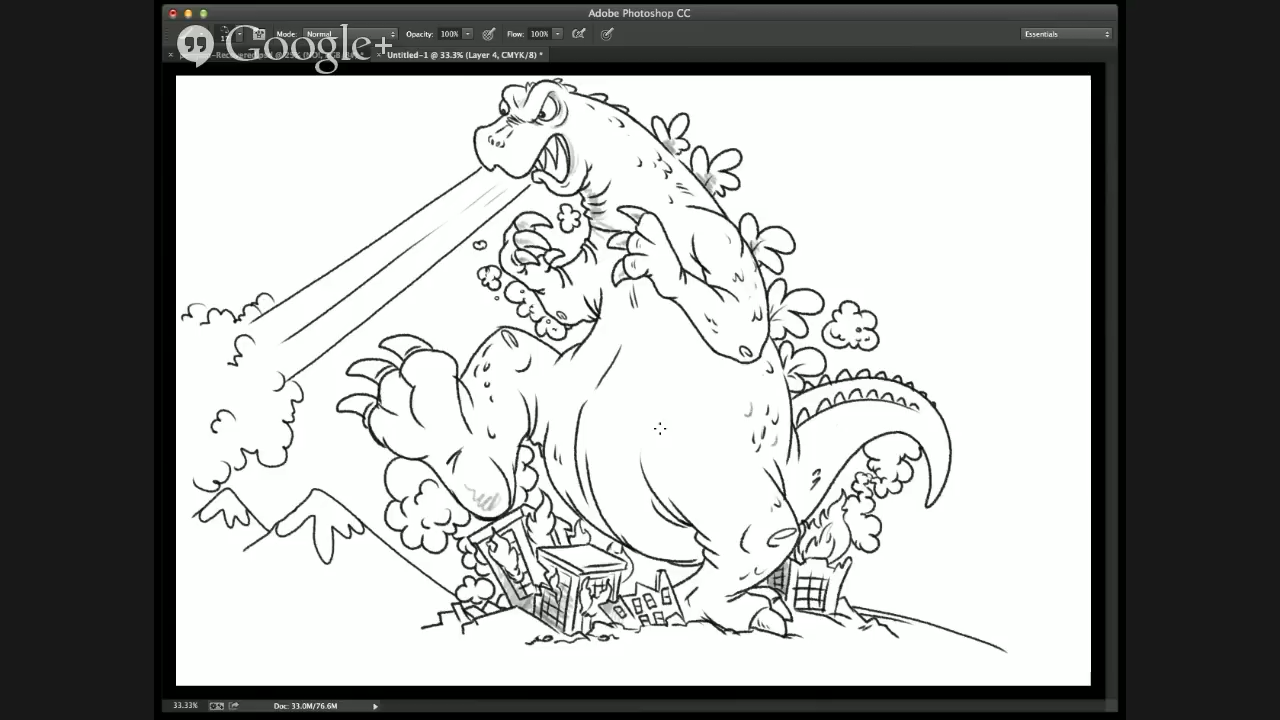 Adobe Photoshop CC
Google+
Mode: Normal Opacity: 100% Flow: 100% Essentials
Untitled-1 @ 33.3% (Layer 4, CMYK/8) *
33.33% Doc: 33.0M/76.6M